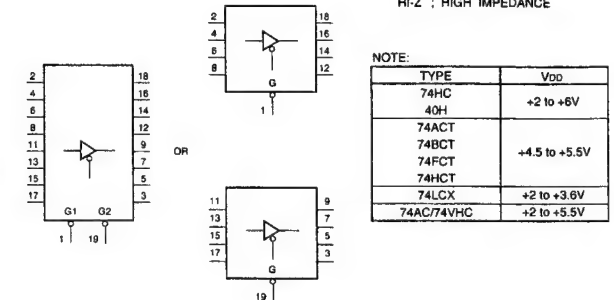 HI-Z ; HIGH IMPEDANCE
2 18
4 16
6 14
8 12
G
1
NOTE:
TYPE VDD
74HC
40H
+2 to +6V
74ACT
74BCT
74FCT
74HCT
+4.5 to +5.5V
74LCX +2 to +3.6V
74AC/74VHC +2 to +5.5V
2 18
4 16
6 14
8 12
11 9
13 7
15 5
17 3
G1 G2
1 19
OR
11 9
13 7
15 5
17 3
G
19